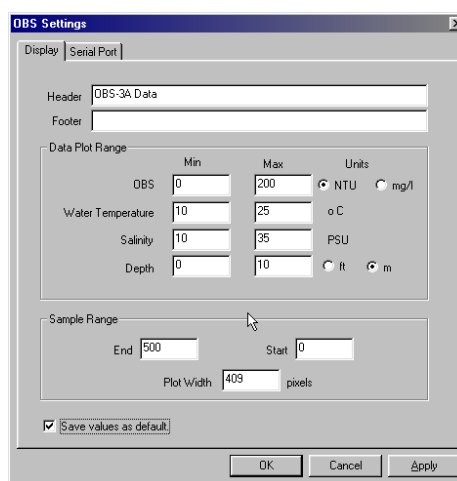 OBS Settings
Display Serial Port
Header OBS-3A Data
Footer
Data Plot Range
Min Max Units
OBS 0 200 NTU mg/l
Water Temperature 10 25 o C
Salinity 10 35 PSU
Depth 0 10 ft m
Sample Range
End 500 Start 0
Plot Width 409 pixels
Save values as default.
OK Cancel Apply